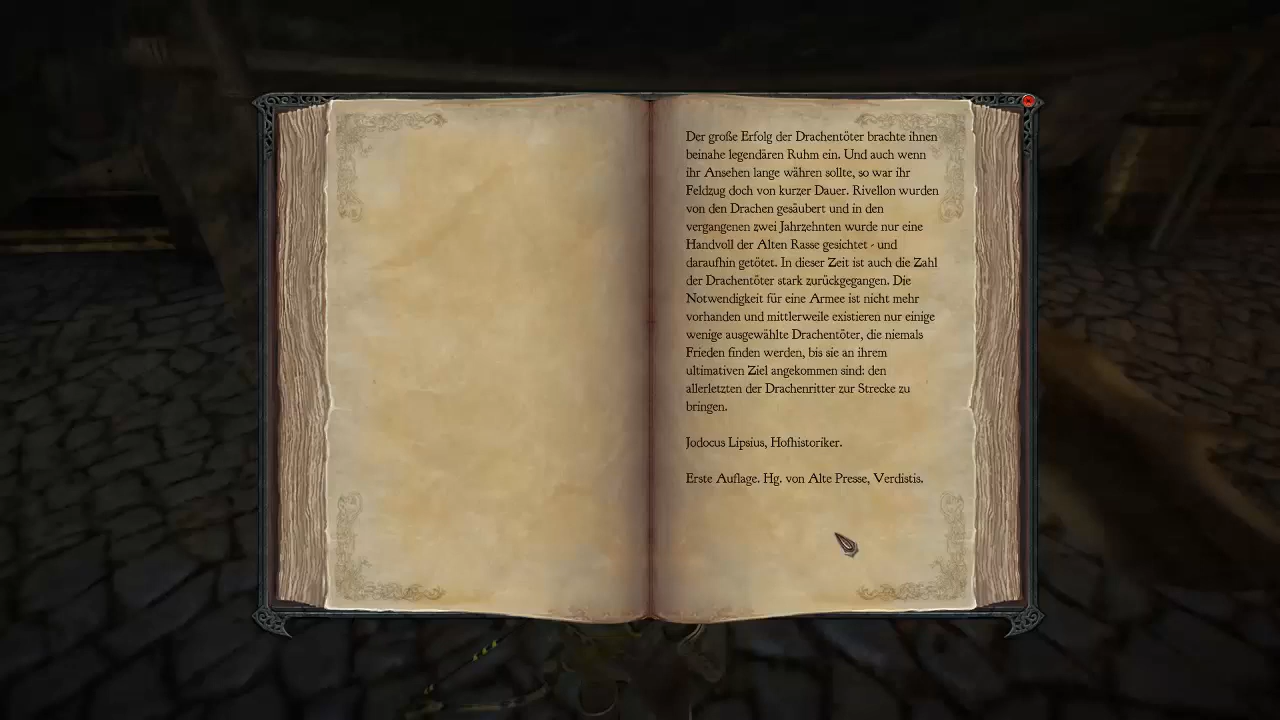 Der große Erfolg der Drachentöter brachte ihnen
beinahe legendären Ruhm ein. Und auch wenn
ihr Ansehen lange währen sollte, so war ihr
Feldzug doch von kurzer Dauer. Rivellon wurden
von den Drachen gesäubert und in den
vergangenen zwei Jahrzehnten wurde nur eine
Handvoll der Alten Rasse gesichtet - und
daraufhin getötet. In dieser Zeit ist auch die Zahl
der Drachentöter stark zurückgegangen. Die
Notwendigkeit für eine Armee ist nicht mehr
vorhanden und mittlerweile existieren nur einige
wenige ausgewählte Drachentöter, die niemals
Frieden finden werden, bis sie an ihrem
ultimativen Ziel angekommen sind: den
allerletzten der Drachenritter zur Strecke zu
bringen.
Jodocus Lipsius, Hofhistoriker.
Erste Auflage. Hg. von Alte Presse, Verdistis.